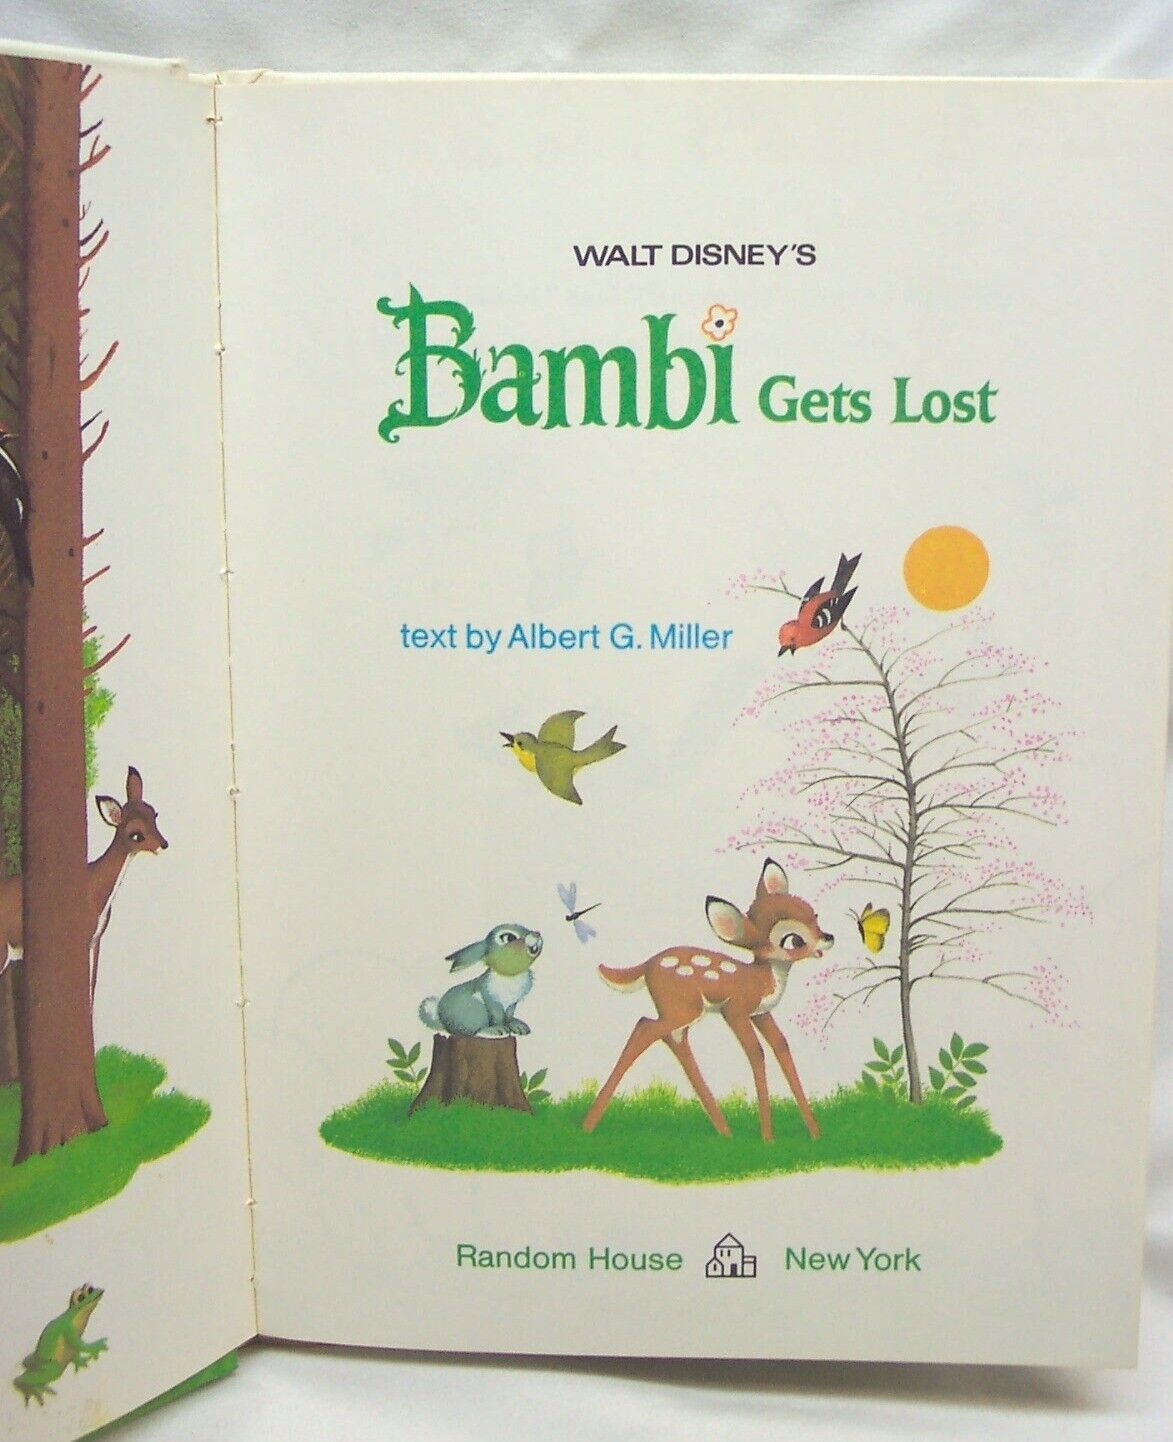 WALT DISNEY'S
Bambi Gets Lost
text by Albert G. Miller
Random House New York